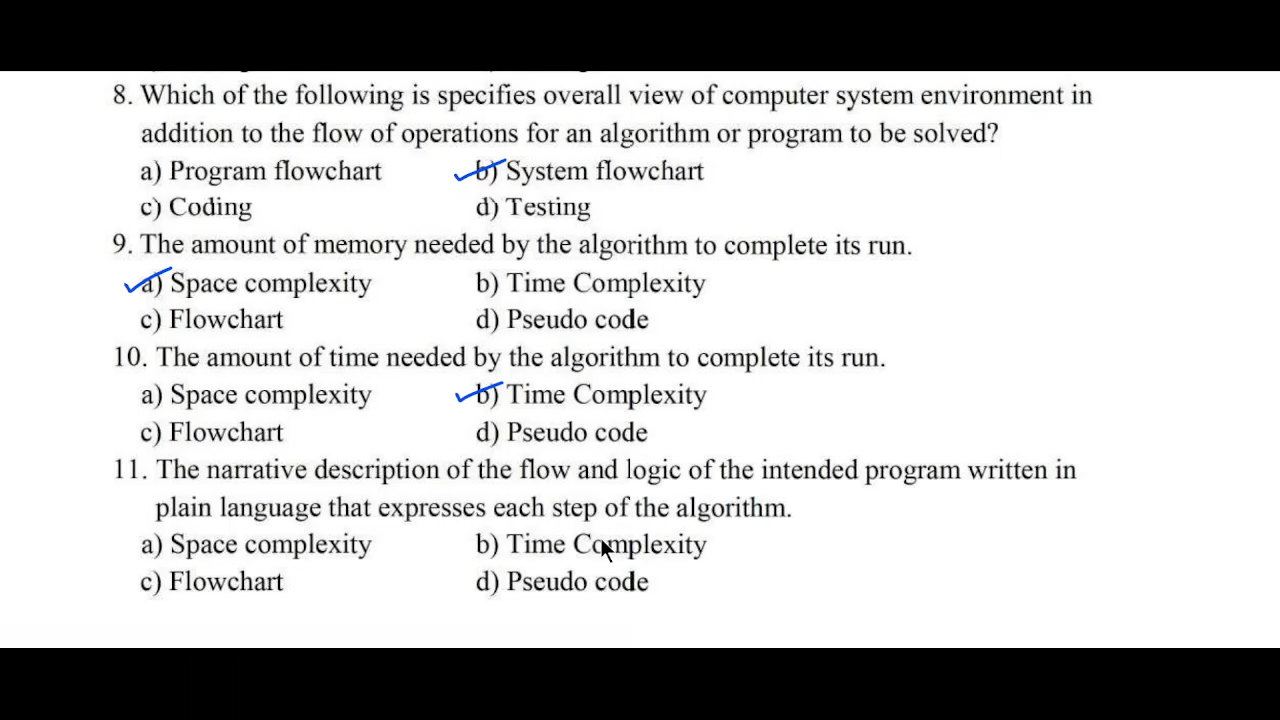 8. Which of the following is specifies overall view of computer system environment in
addition to the flow of operations for an algorithm or program to be solved?
a) Program flowchart b) System flowchart
c) Coding d) Testing
9. The amount of memory needed by the algorithm to complete its run.
a) Space complexity b) Time Complexity
c) Flowchart d) Pseudo code
10. The amount of time needed by the algorithm to complete its run.
a) Space complexity b) Time Complexity
c) Flowchart d) Pseudo code
11. The narrative description of the flow and logic of the intended program written in
plain language that expresses each step of the algorithm.
a) Space complexity b) Time Complexity
c) Flowchart d) Pseudo code